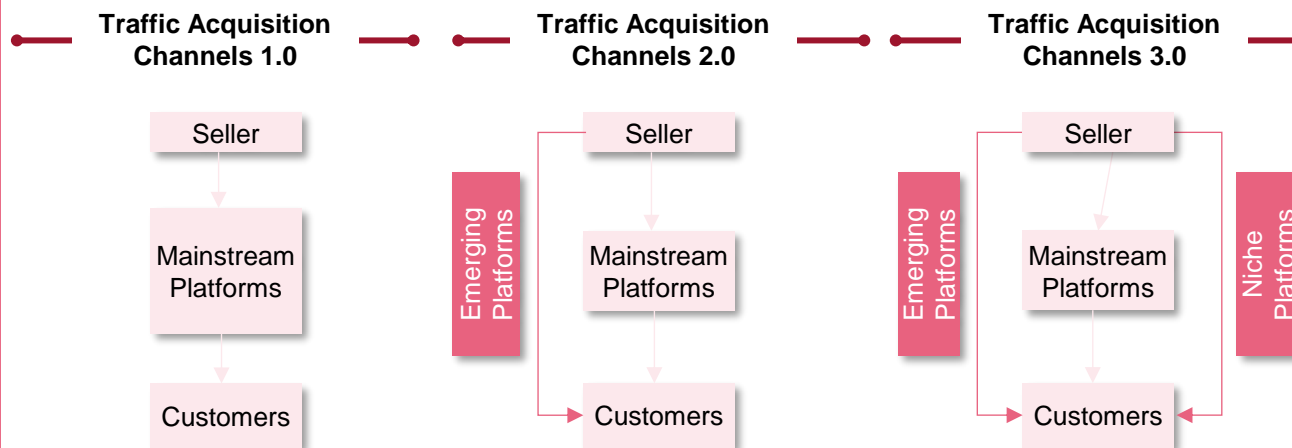 Traffic Acquisition
Channels 1.0
Seller
Mainstream
Platforms
Customers
Traffic Acquisition
Channels 2.0
Seller
Emerging
Platforms
Mainstream
Platforms
Customers
Traffic Acquisition
Channels 3.0
Seller
Emerging
Platforms
Mainstream
Platforms
Niche
Platforms
Customers